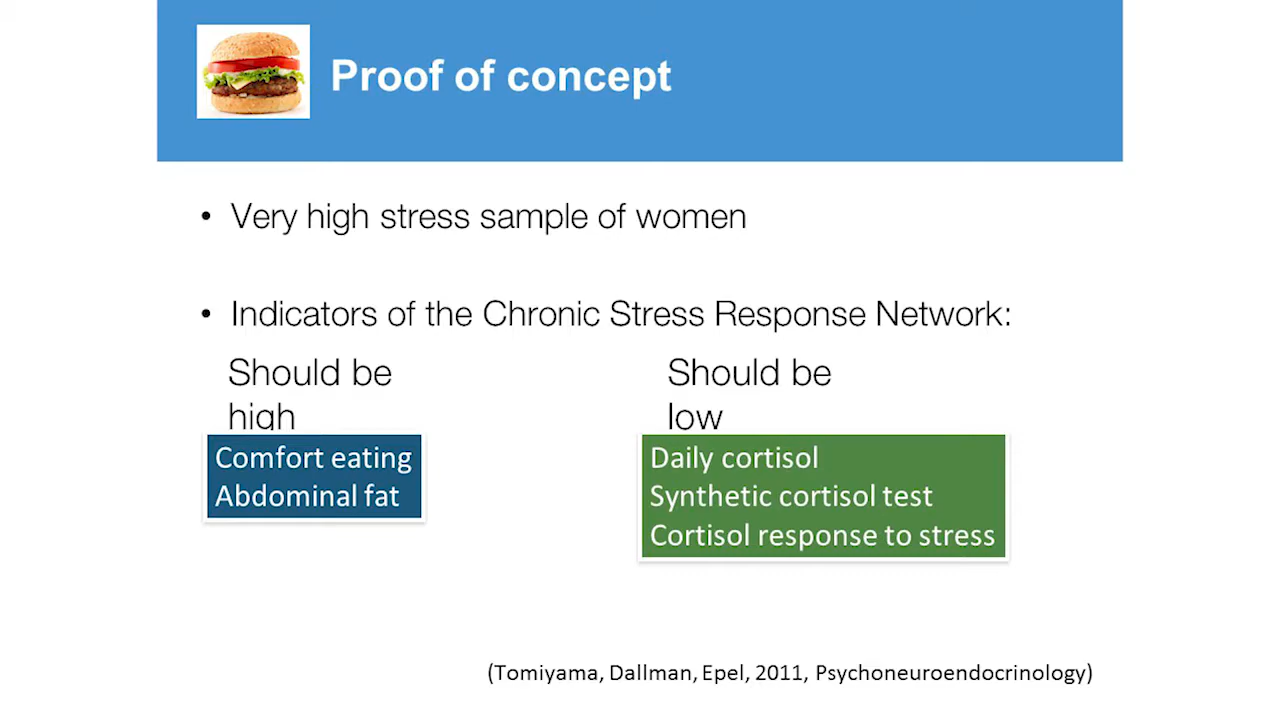 Proof of concept
• Very high stress sample of women
• Indicators of the Chronic Stress Response Network:
Should be
high
Comfort eating
Abdominal fat
Should be
low
Daily cortisol
Synthetic cortisol test
Cortisol response to stress
(Tomiyama, Dallman, Epel, 2011, Psychoneuroendocrinology)